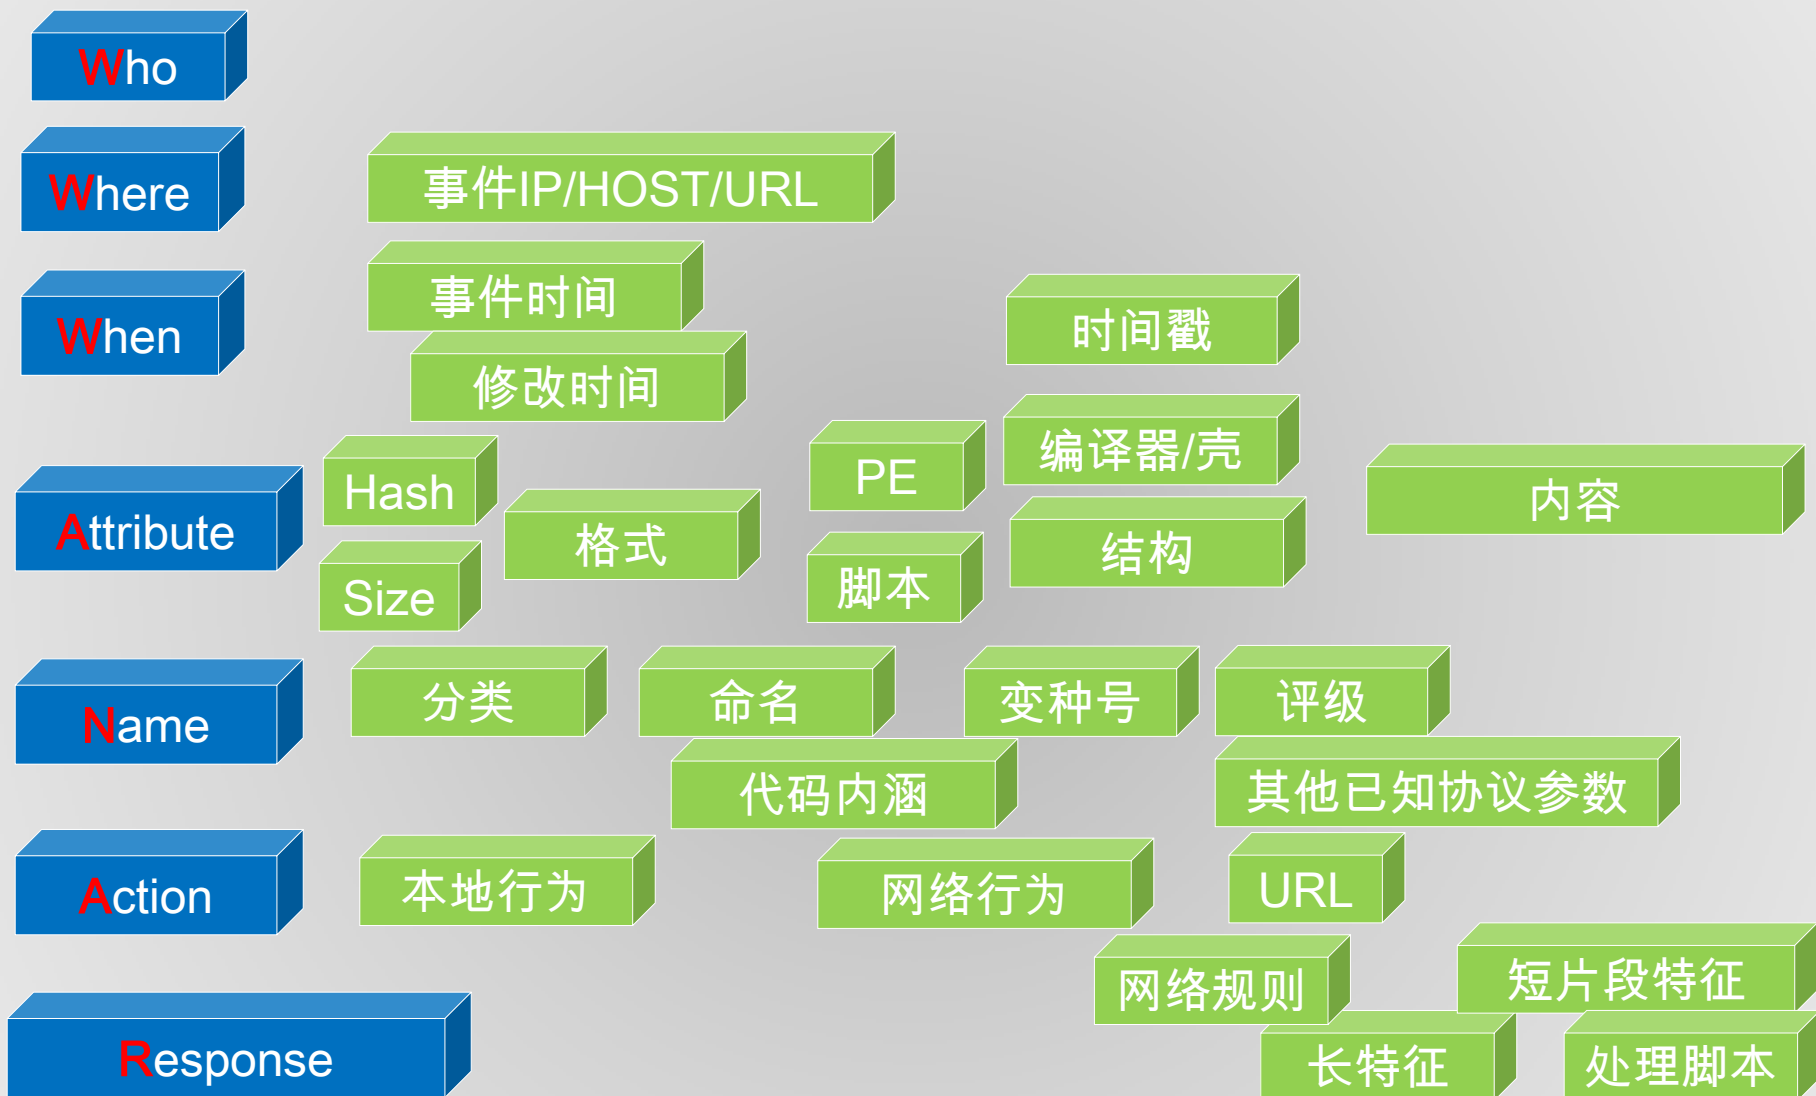 Who
Where
事件IP/HOST/URL
When
事件时间
修改时间
时间戳
Attribute
Hash
Size
格式
PE
脚本
编译器/壳
结构
内容
Name
分类
命名
变种号
评级
代码内涵
其他已知协议参数
Action
本地行为
网络行为
URL
Response
网络规则
短片段特征
长特征
处理脚本